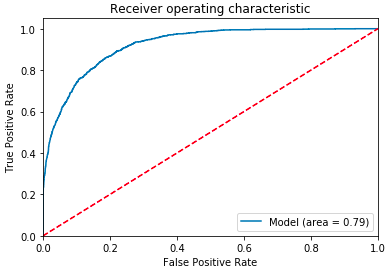 Receiver operating characteristic
True Positive Rate
1.0
0.8
0.6
0.4
0.2
0.0
Model (area = 0.79)
0.0 0.2 0.4 0.6 0.8 1.0
False Positive Rate